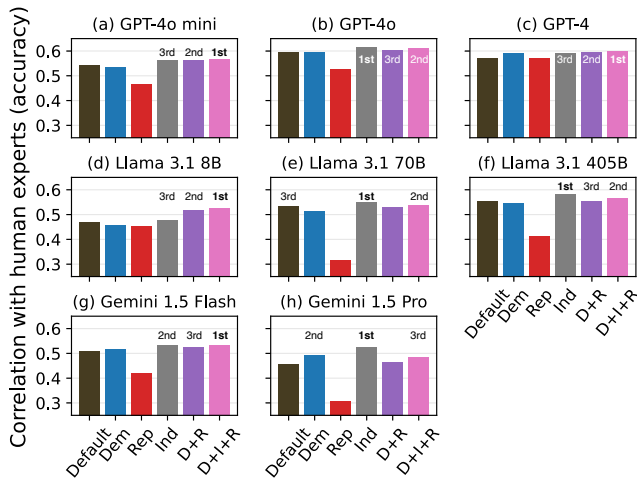 Correlation with human experts (accuracy)
(a) GPT-4o mini
0.6
0.5
0.4
0.3
3rd 2nd 1st
(b) GPT-4o
1st 3rd 2nd
(c) GPT-4
3rd 2nd 1st
(d) Llama 3.1 8B
0.6
0.5
0.4
0.3
3rd 2nd 1st
(e) Llama 3.1 70B
3rd 1st 2nd
(f) Llama 3.1 405B
1st 3rd 2nd
Default Dem Rep Ind D+R D+I+R
(g) Gemini 1.5 Flash
0.6
0.5
0.4
0.3
2nd 3rd 1st
Default Dem Rep Ind D+R D+I+R
(h) Gemini 1.5 Pro
2nd 1st 3rd
Default Dem Rep Ind D+R D+I+R